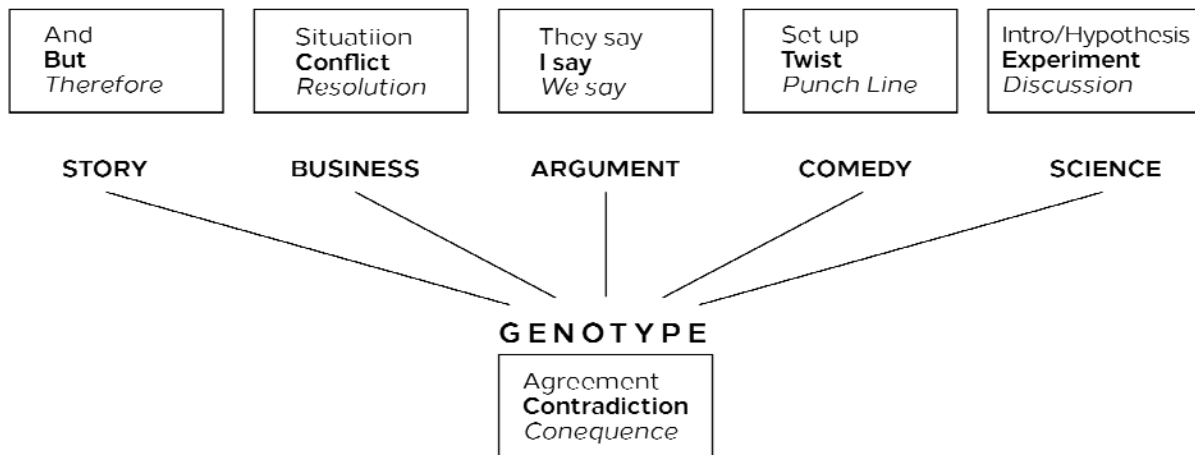 And
But
Therefore
Situatiion
Conflict
Resolution
They say
I say
We say
Set up
Twist
Punch Line
Intro/Hypothesis
Experiment
Discussion
STORY
BUSINESS
ARGUMENT
COMEDY
SCIENCE
GENOTYPE
Agreement
Contradiction
Conequence